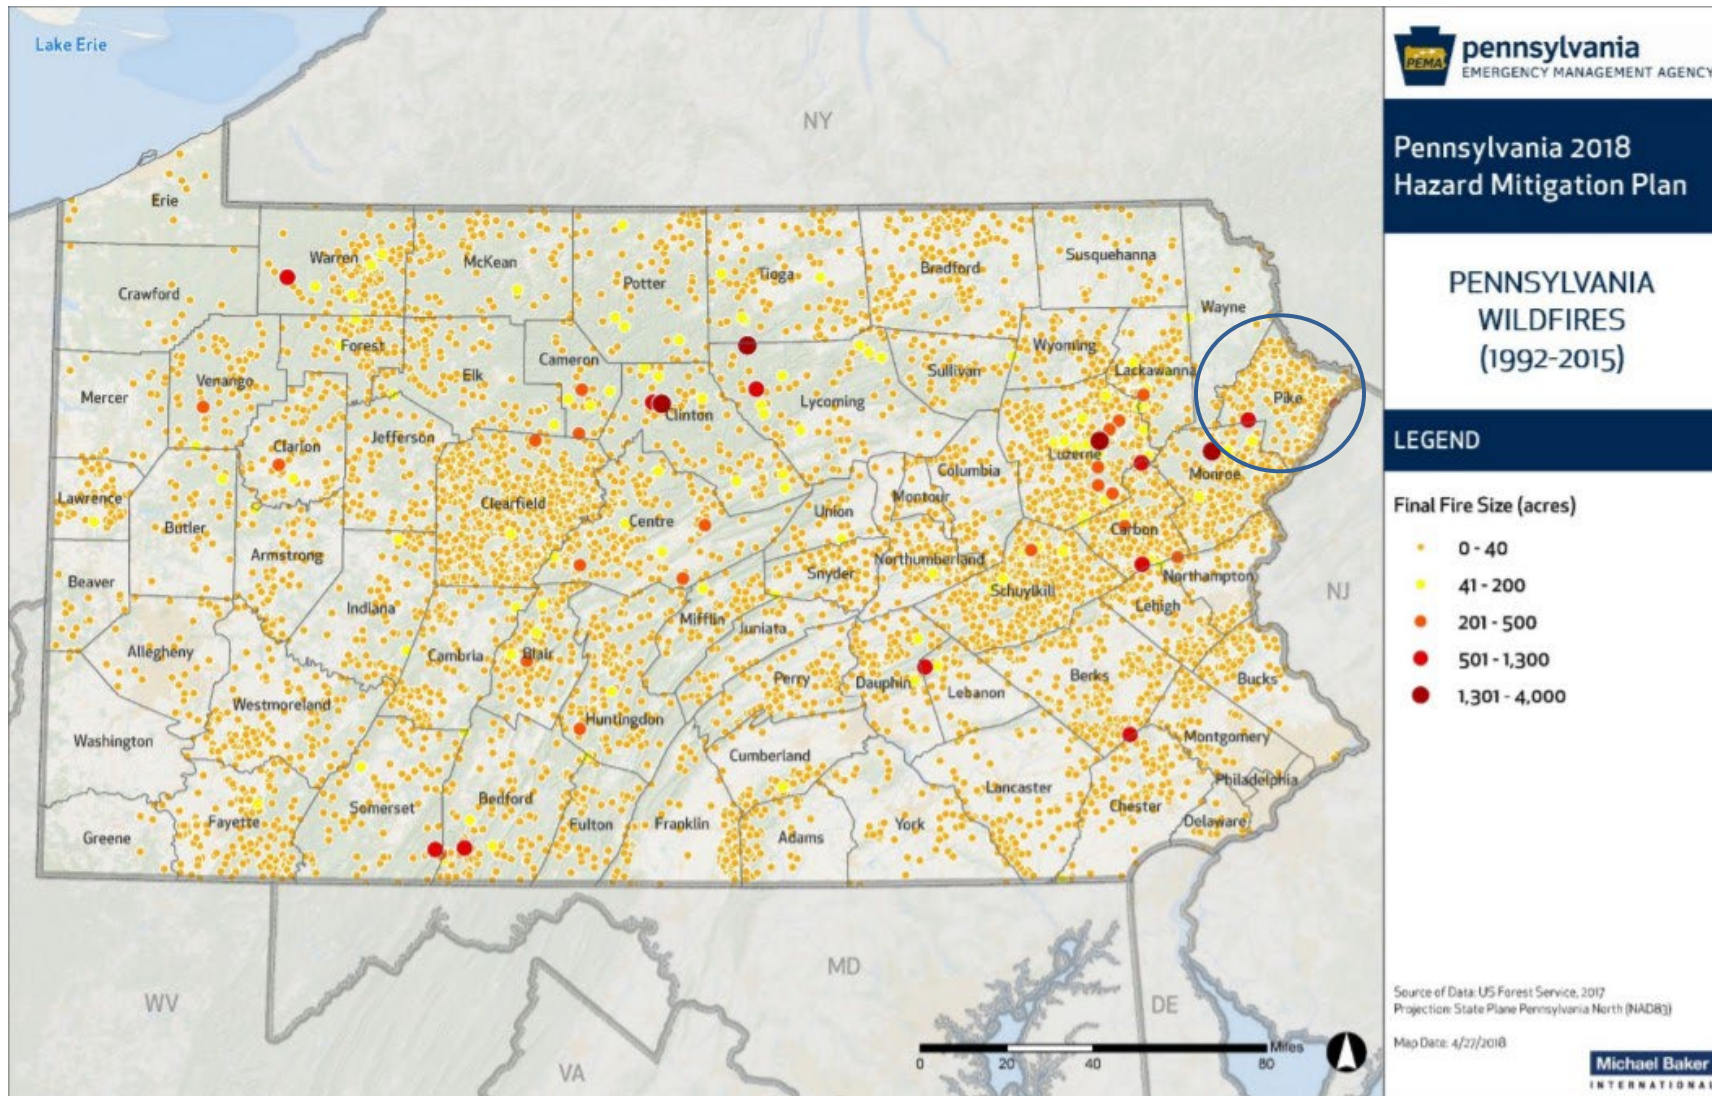 Lake Erie
NY
Erie
Crawford
Warren
McKean
Potter
Tioga
Bradford
Susquehanna
Wayne
Forest
Venango
Mercer
Elk
Cameron
Clinton
Lycoming
Sullivan
Wyoming
Lackawanna
Pike
Clarion
Jefferson
Lawrence
Butler
Armstrong
Clearfield
Centre
Union
Montour
Columbia
Luzerne
Monroe
Carbon
Northampton
Beaver
Indiana
Snyder
Northumberland
Schuylkill
Lehigh
NJ
Allegheny
Cambria
Blair
Mifflin
Juniata
Perry
Dauphin
Lebanon
Berks
Bucks
Westmoreland
Huntingdon
Washington
Cumberland
Montgomery
Philadelphia
Lancaster
Chester
Delaware
Greene
Fayette
Somerset
Bedford
Fulton
Franklin
Adams
York
WV
MD
DE
VA
0 20 40 80 Miles
PEMA
pennsylvania
EMERGENCY MANAGEMENT AGENCY
Pennsylvania 2018
Hazard Mitigation Plan
PENNSYLVANIA
WILDFIRES
(1992-2015)
LEGEND
Final Fire Size (acres)
0 - 40
41 - 200
201 - 500
501 - 1,300
1,301 - 4,000
Source of Data: US Forest Service, 2017
Projection: State Plane Pennsylvania North (NAD83)
Map Date: 4/27/2018
Michael Baker
INTERNATIONAL